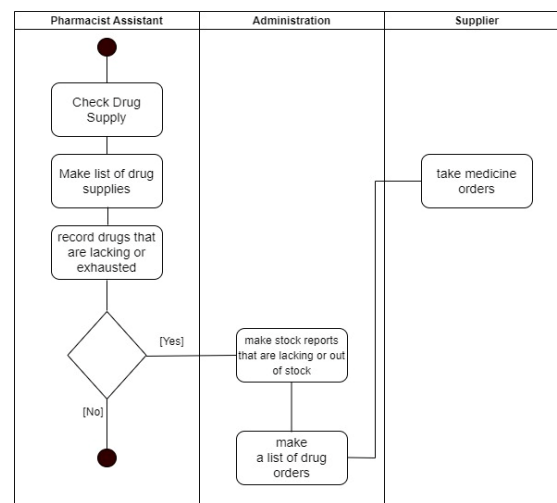 Pharmacist Assistant
Administration
Supplier
Check Drug
Supply
Make list of drug
supplies
take medicine
orders
record drugs that
are lacking or
exhausted
[Yes]
make stock reports
that are lacking or out
of stock
[No]
make
a list of drug
orders